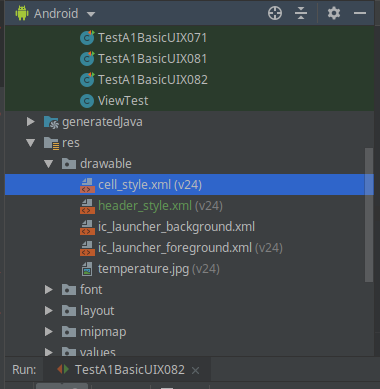 Android
TestA1BasicUIX071
TestA1BasicUIX081
TestA1BasicUIX082
ViewTest
generatedJava
res
drawable
cell_style.xml (v24)
header_style.xml (v24)
ic_launcher_background.xml
ic_launcher_foreground.xml (v24)
temperature.jpg (v24)
font
layout
mipmap
values
Run: TestA1BasicUIX082